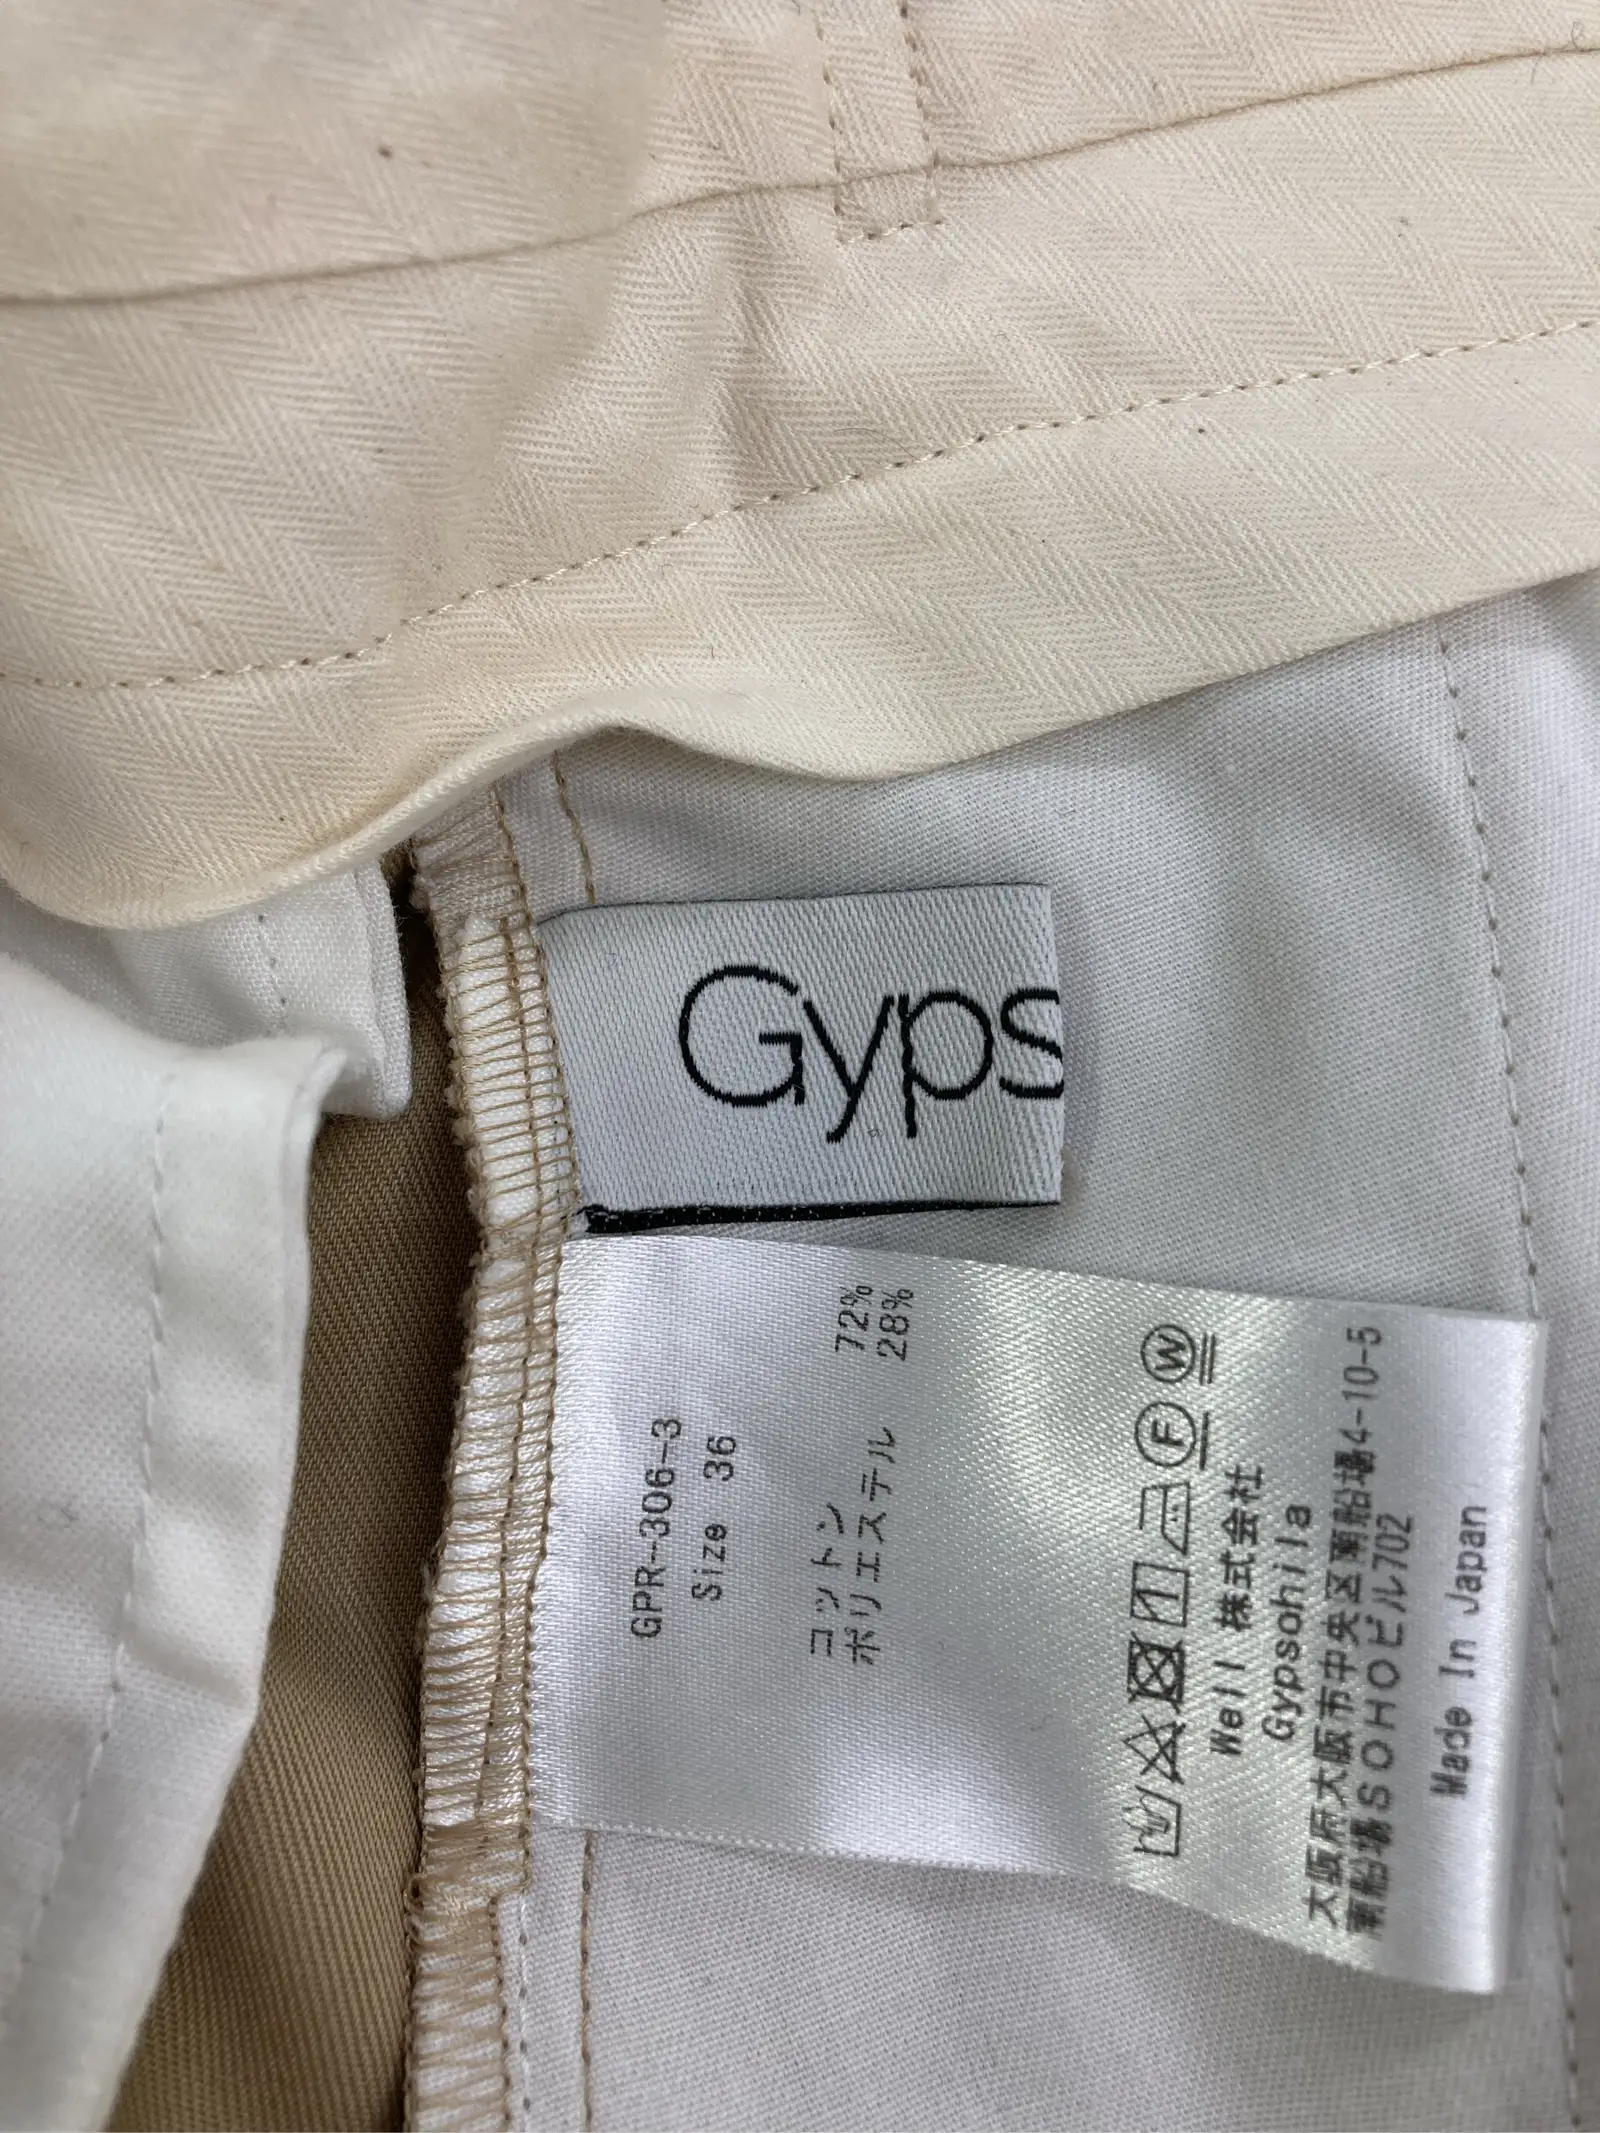 Gyps
GPR-306-3
Size 36
コットン 72%
ポリエステル 28%
Well 株式会社
Gypsohila
大阪府大阪市中央区南船場4-10-5
南船場SOHOビル702
Made In Japan